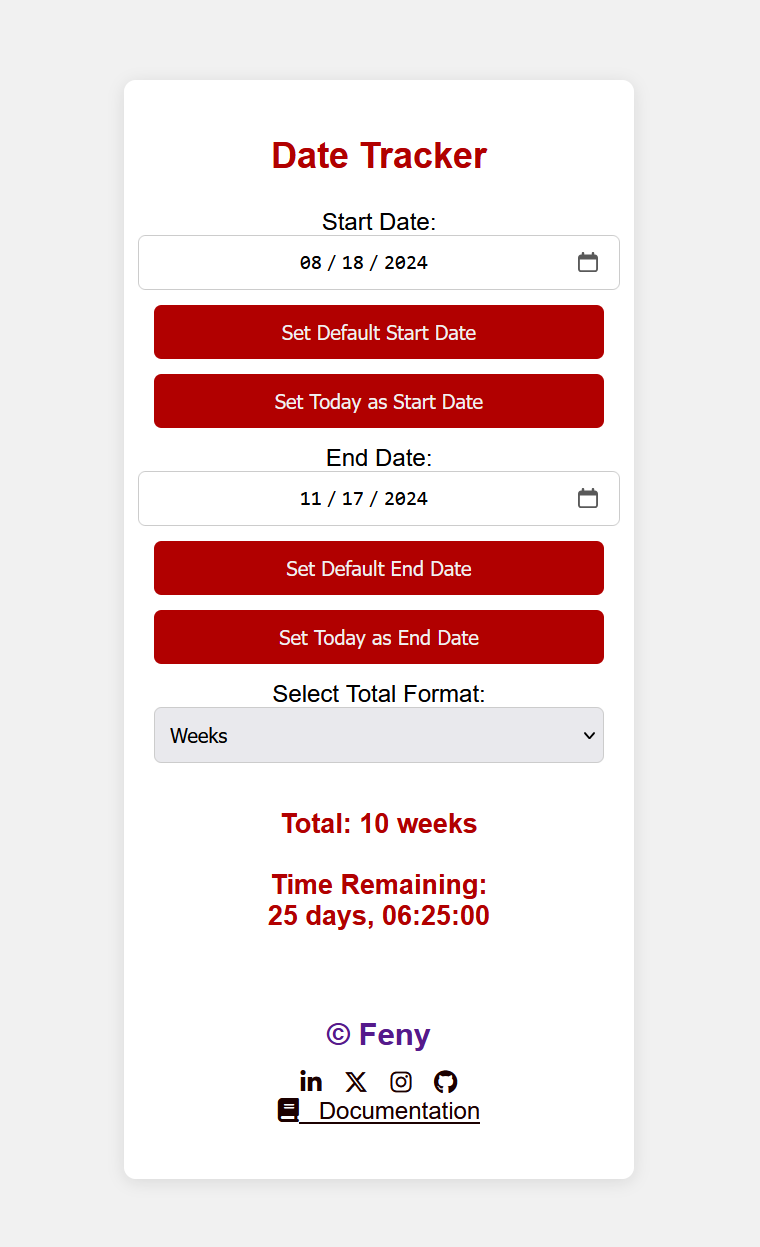 Date Tracker
Start Date:
08 / 18 / 2024
Set Default Start Date
Set Today as Start Date
End Date:
11 / 17 / 2024
Set Default End Date
Set Today as End Date
Select Total Format:
Weeks
Total: 10 weeks
Time Remaining:
25 days, 06:25:00
© Feny
Documentation